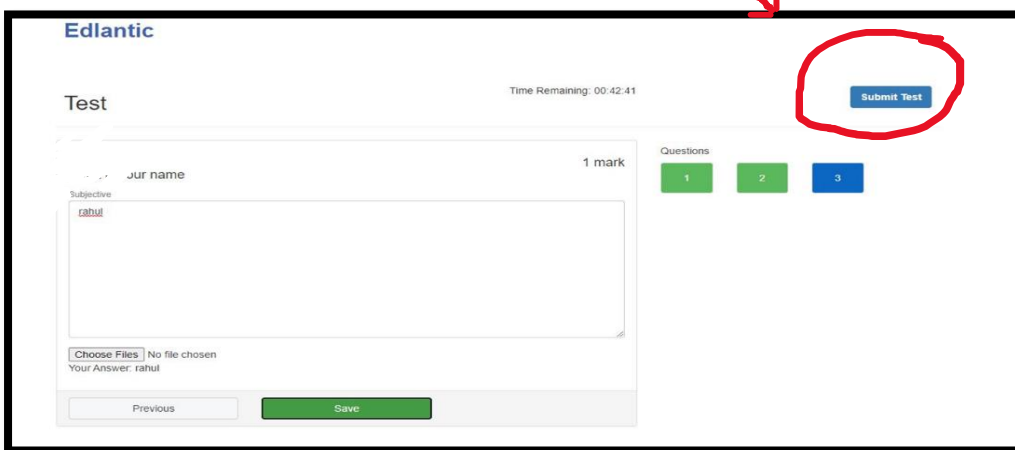 Edlantic
Time Remaining: 00:42:41
Submit Test
Test
Questions
1 mark
1 2 3
name
Subjective
rahul
Choose Files No file chosen
Your Answer: rahul
Previous Save